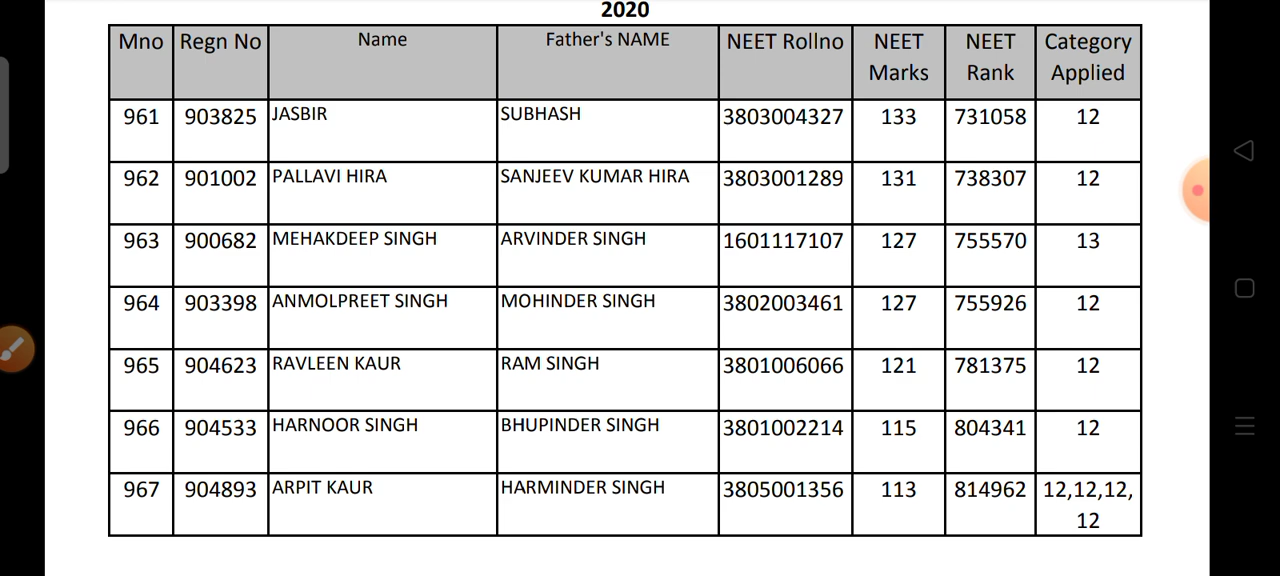 2020
Mno Regn No Name Father's NAME NEET Rollno NEET Marks NEET Rank Category Applied
961 903825 JASBIR SUBHASH 3803004327 133 731058 12
962 901002 PALLAVI HIRA SANJEEV KUMAR HIRA 3803001289 131 738307 12
963 900682 MEHAKDEEP SINGH ARVINDER SINGH 1601117107 127 755570 13
964 903398 ANMOLPREET SINGH MOHINDER SINGH 3802003461 127 755926 12
965 904623 RAVLEEN KAUR RAM SINGH 3801006066 121 781375 12
966 904533 HARNOOR SINGH BHUPINDER SINGH 3801002214 115 804341 12
967 904893 ARPIT KAUR HARMINDER SINGH 3805001356 113 814962 12,12,12,
12